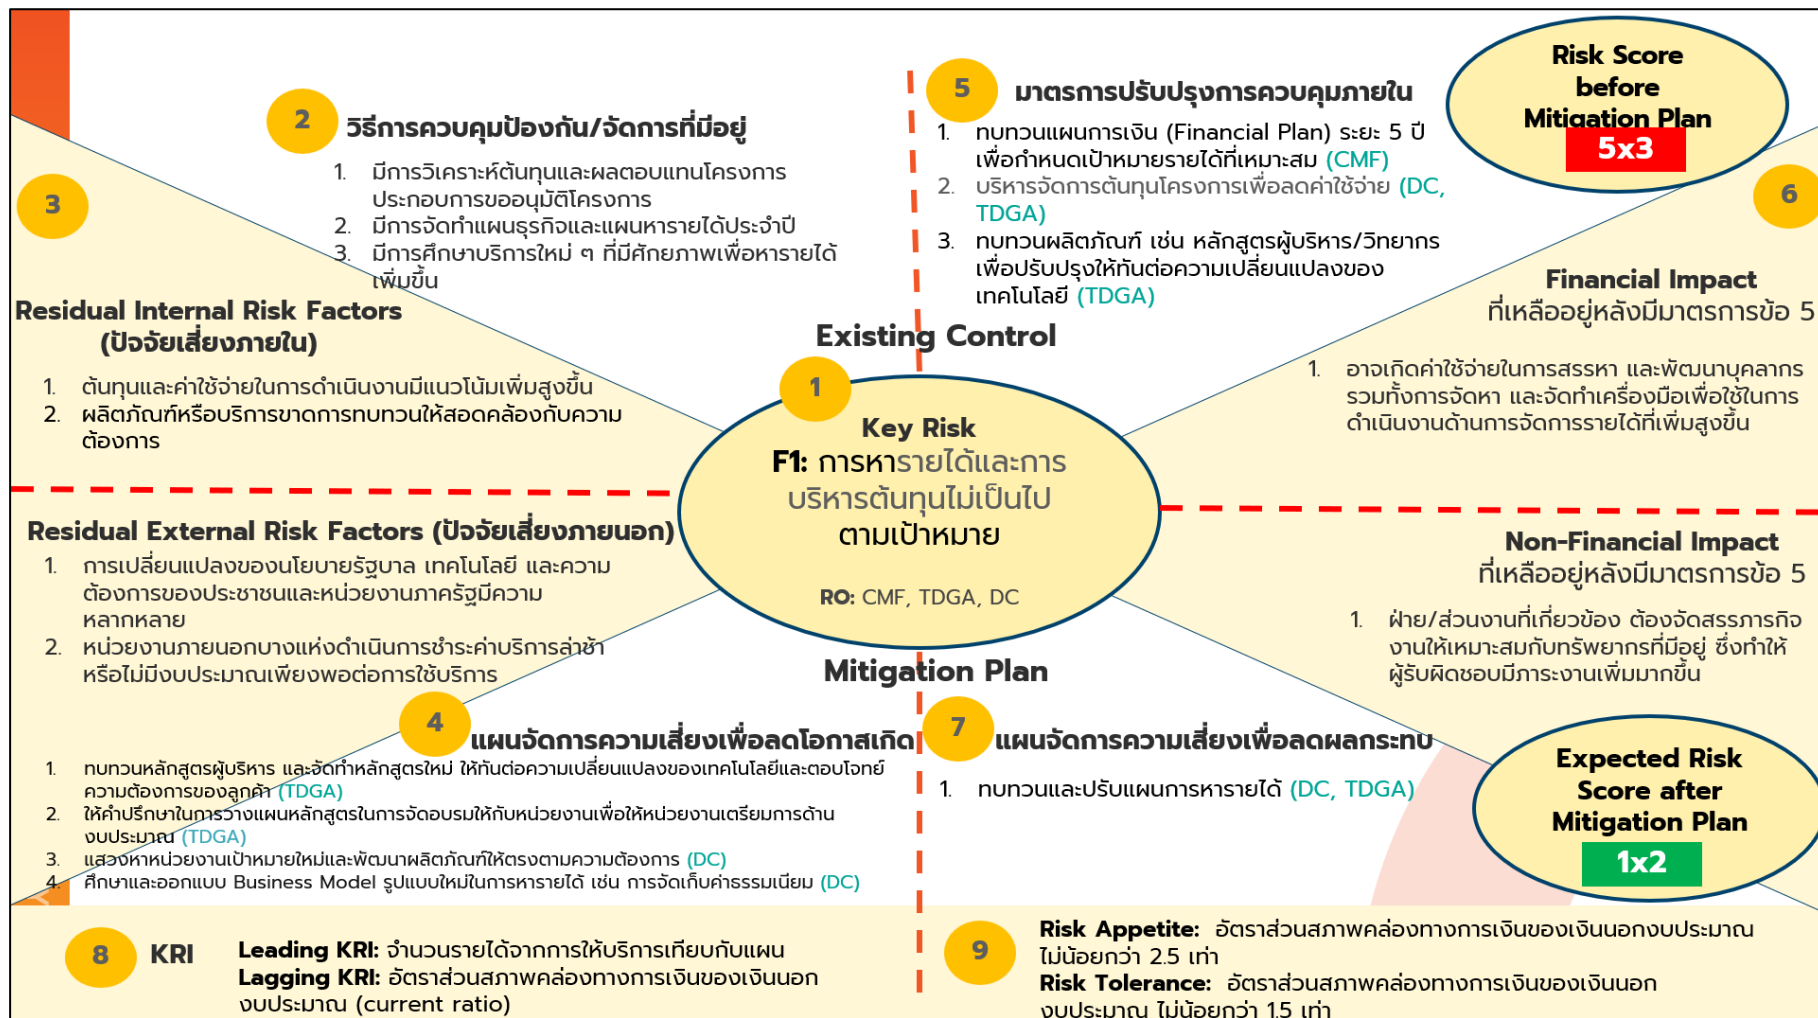 2
วิธีการควบคุมป้องกัน/จัดการที่มีอยู่
1. มีการวิเคราะห์ต้นทุนและผลตอบแทนโครงการ
ประกอบการขออนุมัติโครงการ
2. มีการจัดทำแผนธุรกิจและแผนหารายได้ประจำปี
3. มีการศึกษาบริการใหม่ ๆ ที่มีศักยภาพเพื่อหารายได้
เพิ่มขึ้น
5
มาตรการปรับปรุงการควบคุมภายใน
1. ทบทวนแผนการเงิน (Financial Plan) ระยะ 5 ปี
เพื่อกำหนดเป้าหมายรายได้ที่เหมาะสม (CMF)
2. บริหารจัดการต้นทุนโครงการเพื่อลดค่าใช้จ่าย (DC,
TDGA)
3. ทบทวนผลิตภัณฑ์ เช่น หลักสูตรผู้บริหาร/วิทยากร
เพื่อปรับปรุงให้ทันต่อความเปลี่ยนแปลงของ
เทคโนโลยี (TDGA)
Risk Score
before
Mitigation Plan
5x3
3
Residual Internal Risk Factors
(ปัจจัยเสี่ยงภายใน)
1. ต้นทุนและค่าใช้จ่ายในการดำเนินงานมีแนวโน้มเพิ่มสูงขึ้น
2. ผลิตภัณฑ์หรือบริการขาดการทบทวนให้สอดคล้องกับความ
ต้องการ
Existing Control
1
Key Risk
F1: การหารายได้และการ
บริหารต้นทุนไม่เป็นไป
ตามเป้าหมาย
RO: CMF, TDGA, DC
Mitigation Plan
6
Financial Impact
ที่เหลืออยู่หลังมีมาตรการข้อ 5
1. อาจเกิดค่าใช้จ่ายในการสรรหา และพัฒนาบุคลากร
รวมทั้งการจัดหา และจัดทำเครื่องมือเพื่อใช้ในการ
ดำเนินงานด้านการจัดการรายได้ที่เพิ่มสูงขึ้น
Residual External Risk Factors (ปัจจัยเสี่ยงภายนอก)
1. การเปลี่ยนแปลงของนโยบายรัฐบาล เทคโนโลยี และความ
ต้องการของประชาชนและหน่วยงานภาครัฐมีความ
หลากหลาย
2. หน่วยงานภายนอกบางแห่งดำเนินการชำระค่าบริการล่าช้า
หรือไม่มีงบประมาณเพียงพอต่อการใช้บริการ
Non-Financial Impact
ที่เหลืออยู่หลังมีมาตรการข้อ 5
1. ฝ่าย/ส่วนงานที่เกี่ยวข้อง ต้องจัดสรรภารกิจ
งานให้เหมาะสมกับทรัพยากรที่มีอยู่ ซึ่งทำให้
ผู้รับผิดชอบมีภาระงานเพิ่มมากขึ้น
4
แผนจัดการความเสี่ยงเพื่อลดโอกาสเกิด
1. ทบทวนหลักสูตรผู้บริหาร และจัดทำหลักสูตรใหม่ ให้ทันต่อความเปลี่ยนแปลงของเทคโนโลยีและตอบโจทย์
ความต้องการของลูกค้า (TDGA)
2. ให้คำปรึกษาในการวางแผนหลักสูตรในการจัดอบรมให้กับหน่วยงานเพื่อให้หน่วยงานเตรียมการด้าน
งบประมาณ (TDGA)
3. แสวงหาหน่วยงานเป้าหมายใหม่และพัฒนาผลิตภัณฑ์ให้ตรงตามความต้องการ (DC)
4. ศึกษาและออกแบบ Business Model รูปแบบใหม่ในการหารายได้ เช่น การจัดเก็บค่าธรรมเนียม (DC)
7
แผนจัดการความเสี่ยงเพื่อลดผลกระทบ
1. ทบทวนและปรับแผนการหารายได้ (DC, TDGA)
Expected Risk
Score after
Mitigation Plan
1x2
8
KRI
Leading KRI: จำนวนรายได้จากการให้บริการเทียบกับแผน
Lagging KRI: อัตราส่วนสภาพคล่องทางการเงินของเงินนอก
งบประมาณ (current ratio)
9
Risk Appetite: อัตราส่วนสภาพคล่องทางการเงินของเงินนอกงบประมาณ
ไม่น้อยกว่า 2.5 เท่า
Risk Tolerance: อัตราส่วนสภาพคล่องทางการเงินของเงินนอก
งบประมาณ ไม่น้อยกว่า 1.5 เท่า